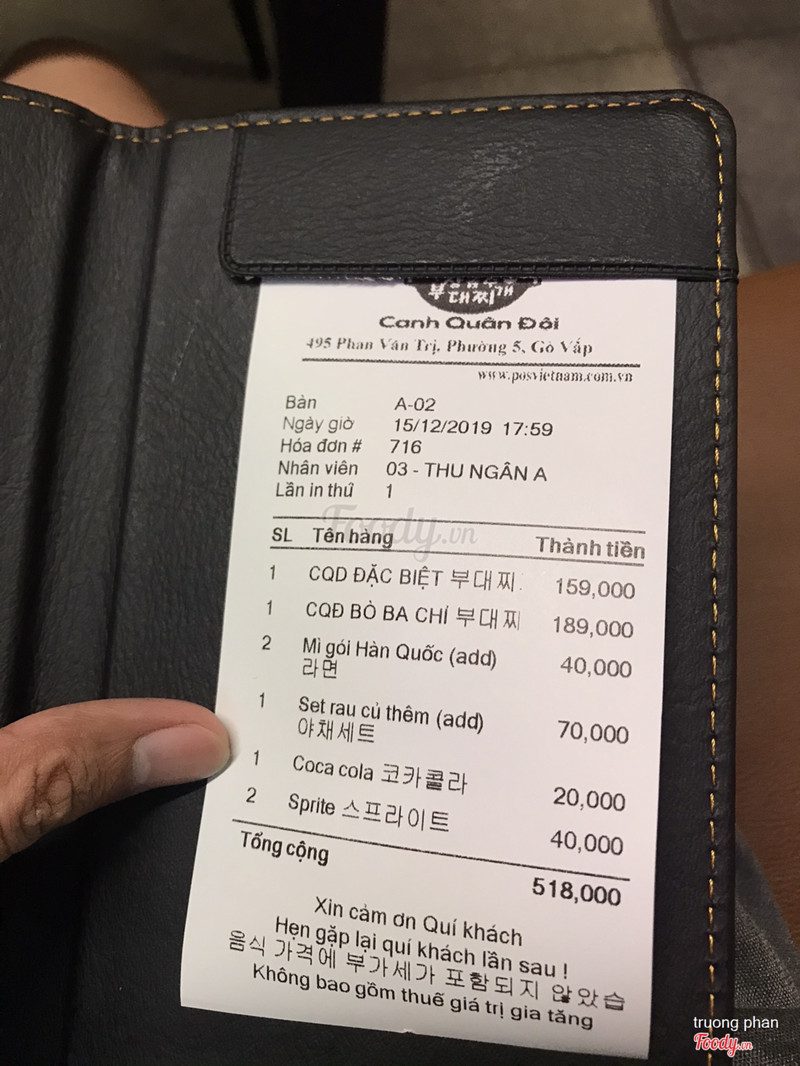 부대찌개
Canh Quân Đội
495 Phan Văn Trị, Phường 5, Gò Vấp
www.posvietnam.com.vn
Bàn A-02
Ngày giờ 15/12/2019 17:59
Hóa đơn # 716
Nhân viên 03 - THU NGÂN A
Lần in thứ 1
Foody.vn
SL Tên hàng Thành tiền
1 CQD ĐẶC BIỆT 부대찌 159,000
1 CQĐ BÒ BA CHỈ 부대찌 189,000
2 Mì gói Hàn Quốc (add) 40,000
라면
1 Set rau củ thêm (add) 70,000
야채세트
1 Coca cola 코카콜라 20,000
2 Sprite 스프라이트 40,000
Tổng cộng 518,000
Xin cảm ơn Quí khách
Hẹn gặp lại quí khách lần sau !
음식 가격에 부가세가 포함되지 않았습
Không bao gồm thuế giá trị gia tăng
truong phan
Foody.vn